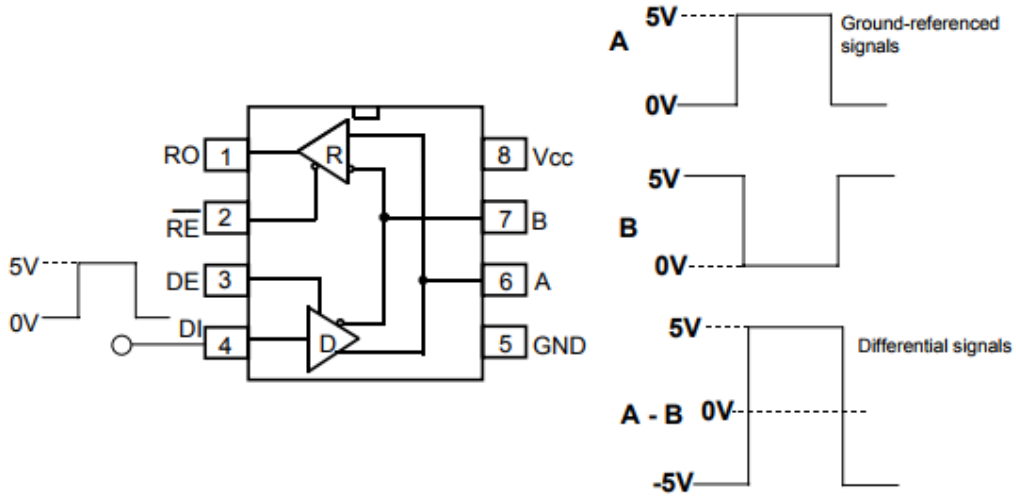 RO 1
R
8 Vcc
RE 2
7 B
5V
DE 3
6 A
0V
DI 4
D
5 GND
5V
A
Ground-referenced
signals
0V
5V
B
0V
5V
Differential signals
A - B 0V
-5V